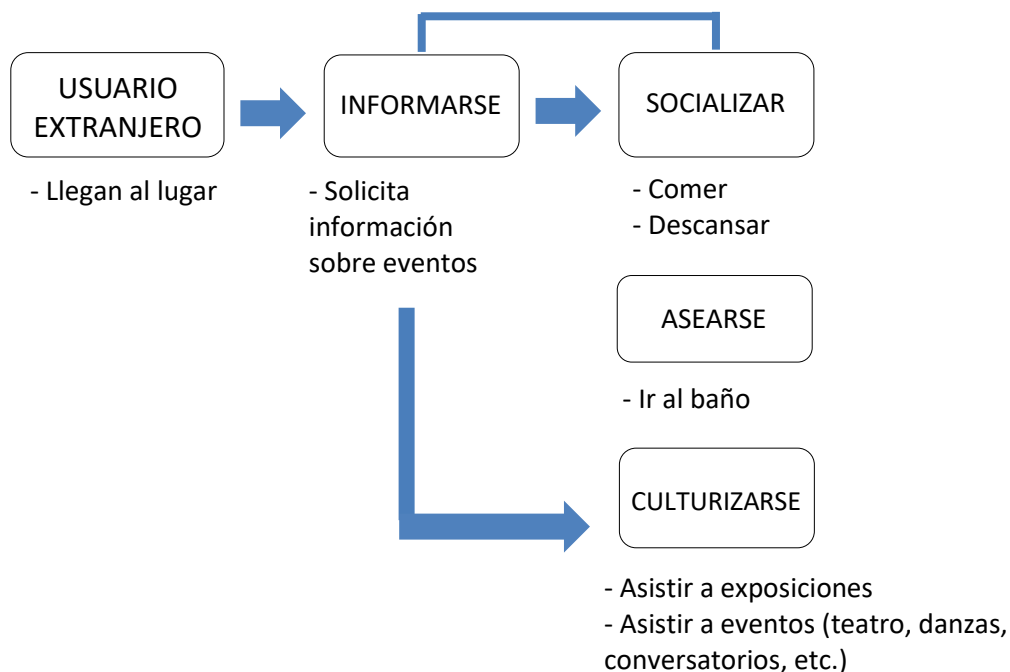 USUARIO
EXTRANJERO
- Llegan al lugar
INFORMARSE
- Solicita
información
sobre eventos
SOCIALIZAR
- Comer
- Descansar
ASEARSE
- Ir al baño
CULTURIZARSE
- Asistir a exposiciones
- Asistir a eventos (teatro, danzas,
conversatorios, etc.)